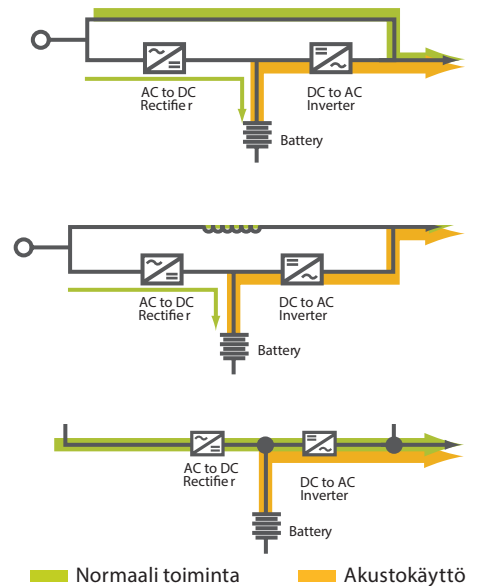 AC to DC
Rectifier
DC to AC
Inverter
Battery
AC to DC
Rectifier
DC to AC
Inverter
Battery
AC to DC
Rectifier
DC to AC
Inverter
Battery
Normaali toiminta
Akustokäyttö